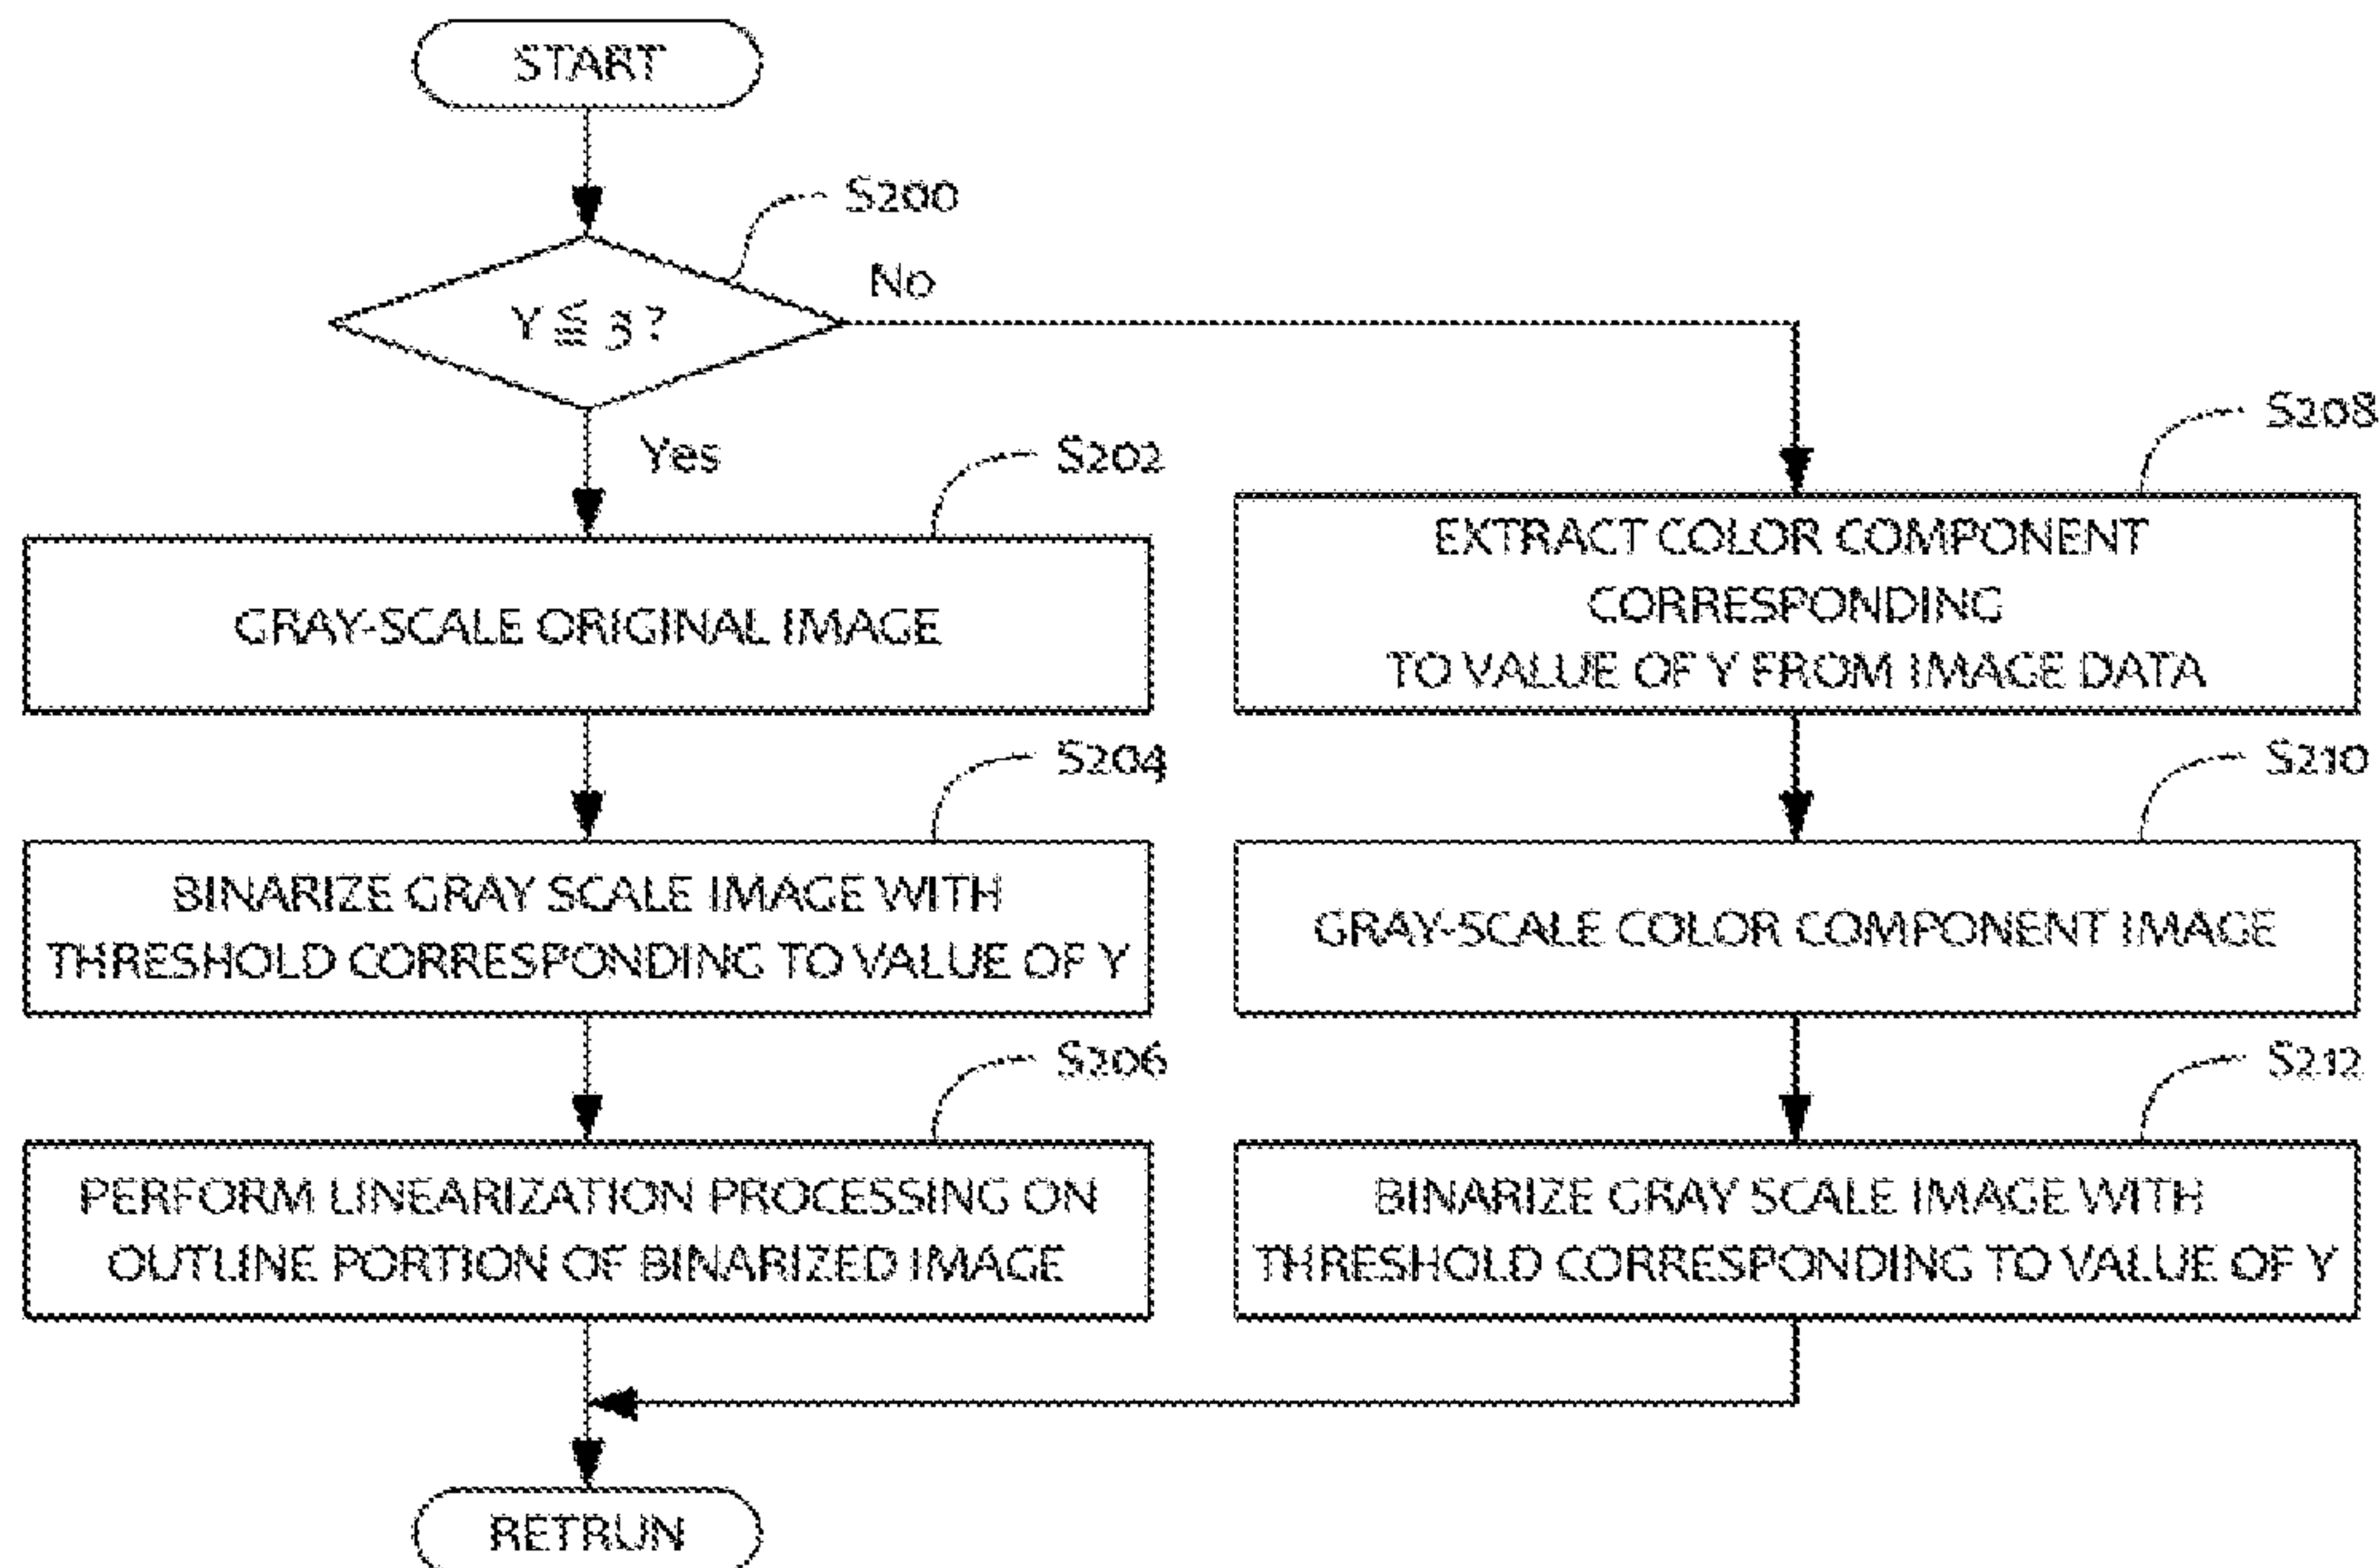 START
S200
Y ≦ 3 ?
No
Yes
S202
GRAY-SCALE ORIGINAL IMAGE
S204
BINARIZE GRAY SCALE IMAGE WITH
THRESHOLD CORRESPONDING TO VALUE OF Y
S206
PERFORM LINEARIZATION PROCESSING ON
OUTLINE PORTION OF BINARIZED IMAGE
S208
EXTRACT COLOR COMPONENT
CORRESPONDING
TO VALUE OF Y FROM IMAGE DATA
S210
GRAY-SCALE COLOR COMPONENT IMAGE
S212
BINARIZE GRAY SCALE IMAGE WITH
THRESHOLD CORRESPONDING TO VALUE OF Y
RETRUN